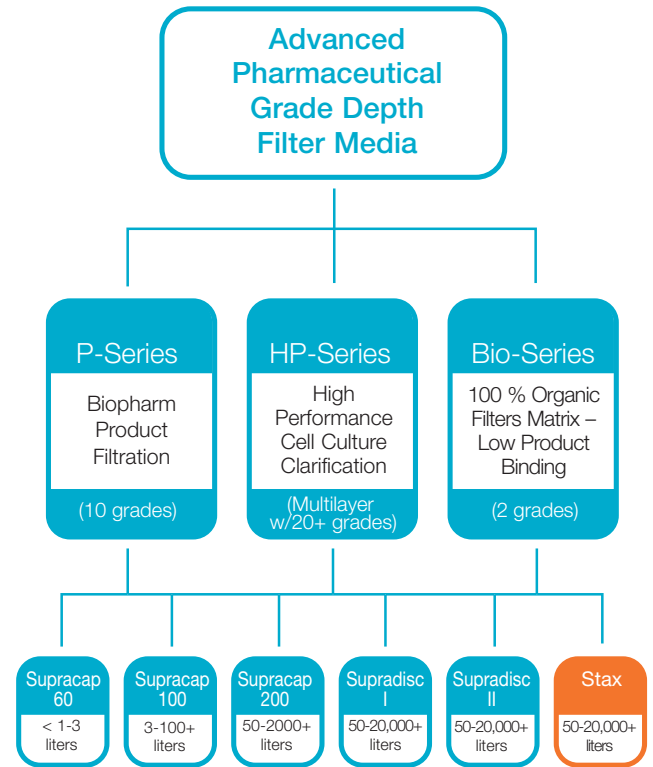 Advanced
Pharmaceutical
Grade Depth
Filter Media
P-Series
Biopharm
Product
Filtration
(10 grades)
HP-Series
High
Performance
Cell Culture
Clarification
(Multilayer
w/20+ grades)
Bio-Series
100 % Organic
Filters Matrix –
Low Product
Binding
(2 grades)
Supracap
60
< 1-3
liters
Supracap
100
3-100+
liters
Supracap
200
50-2000+
liters
Supradisc
I
50-20,000+
liters
Supradisc
II
50-20,000+
liters
Stax
50-20,000+
liters